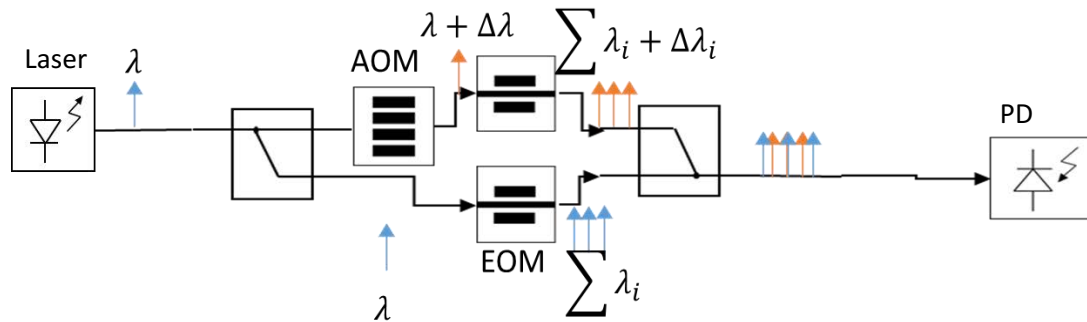 Laser
λ
AOM
λ + Δλ
∑ λᵢ + Δλᵢ
PD
EOM
λ
∑ λᵢ